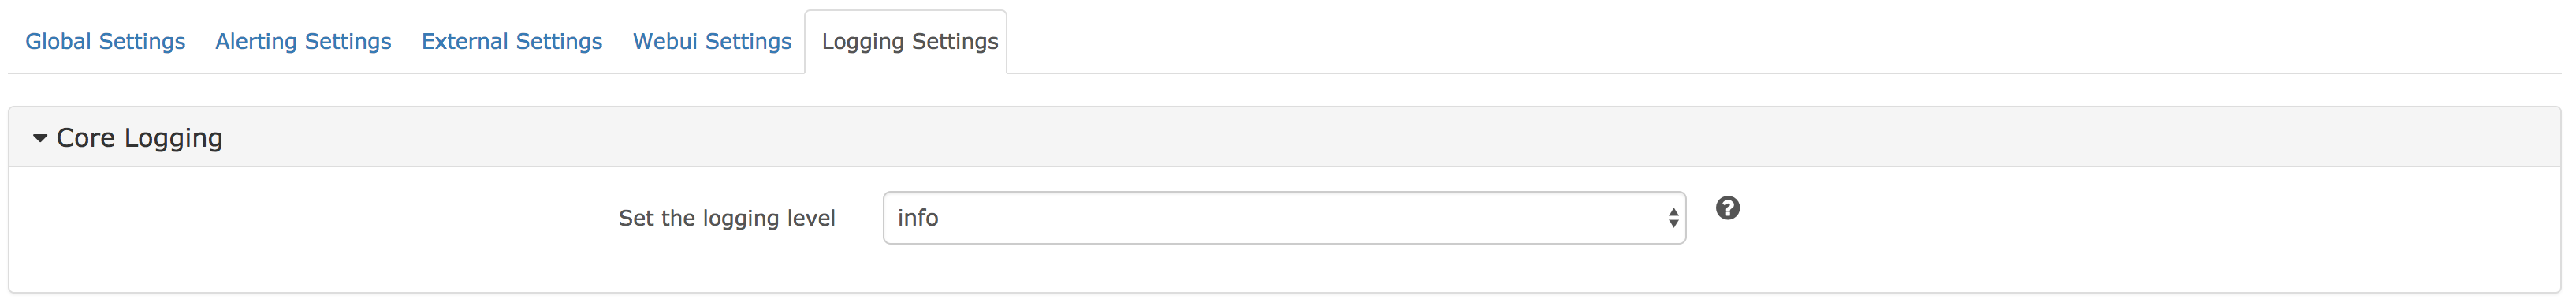 Global Settings Alerting Settings External Settings Webui Settings Logging Settings
Core Logging
Set the logging level info